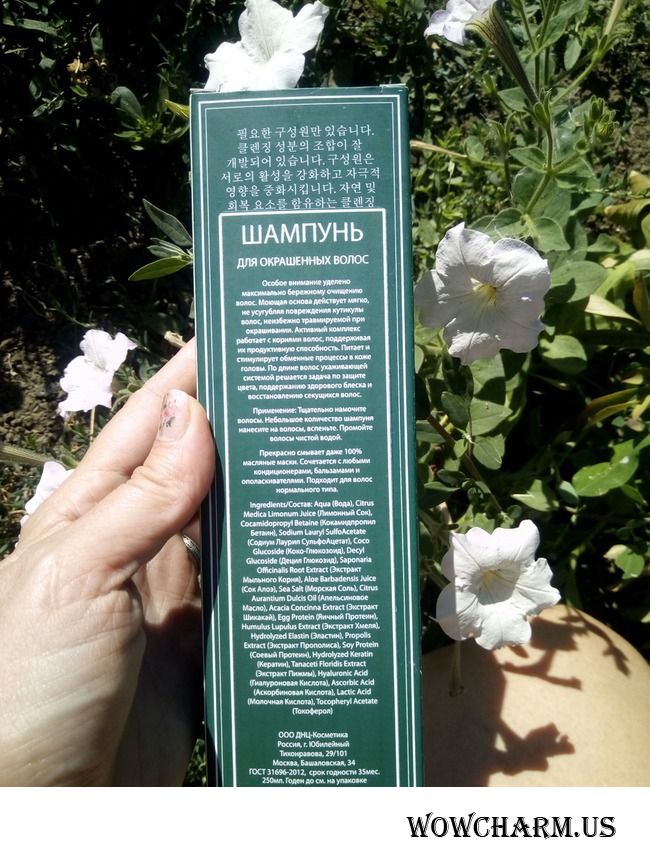 필요한 구성원만 있습니다.
클렌징 성분의 조합이 잘
개발되어 있습니다. 구성원은
서로의 활성을 강화하고 자극적
영향을 중화시킵니다. 자연 및
회복 요소를 함유하는 클렌징
ШАМПУНЬ
ДЛЯ ОКРАШЕННЫХ ВОЛОС
Особое внимание уделено
максимально бережному очищению
волос. Моющая основа действует мягко,
не усугубляя повреждения кутикулы
волос, неизбежно травмируемой при
окрашивании. Активный комплекс
работает с корнями волос, поддерживая
их продуктивную способность. Питает и
стимулирует обменные процессы в коже
головы. По длине волос ухаживающей
системой решается задача по защите
цвета, поддержанию здорового блеска и
восстановлению секущихся волос.
Применение: Тщательно намочите
волосы. Небольшое количество шампуня
нанесите на волосы, вспеньте. Промойте
волосы чистой водой.
Прекрасно смывает даже 100%
масляные маски. Сочетается с любыми
кондиционерами, бальзамами и
ополаскивателями. Подходит для волос
нормального типа.
Ingredients/Состав: Aqua (Вода), Citrus
Medica Limonum Juice (Лимонный Сок),
Cocamidopropyl Betaine (Кокамидпропил
Бетаин), Sodium Lauryl SulfoAcetate
(Содиум Лаурил СульфоАцетат), Coco
Glucoside (Коко-Глюкозоид), Decyl
Glucoside (Децил Глюкозид), Saponaria
Officinalis Root Extract (Экстракт
Мыльного Корня), Aloe Barbadensis Juice
(Сок Алоэ), Sea Salt (Морская Соль), Citrus
Aurantium Dulcis Oil (Апельсиновое
Масло), Acacia Concinna Extract (Экстракт
Шикакай), Egg Protein (Яичный Протеин),
Humulus Lupulus Extract (Экстракт Хмеля),
Hydrolyzed Elastin (Эластин), Propolis
Extract (Экстракт Прополиса), Soy Protein
(Соевый Протеин), Hydrolyzed Keratin
(Кератин), Tanaceti Floridis Extract
(Экстракт Пижмы), Hyaluronic Acid
(Гиалуроновая Кислота), Ascorbic Acid
(Аскорбиновая Кислота), Lactic Acid
(Молочная Кислота), Tocopheryl Acetate
(Токоферол)
ООО ДНЦ-Косметика
Россия, г. Юбилейный
Тихонравова, 29/101
Москва, Башаловская, 34
ГОСТ 31696-2012, срок годности 35мес.
250мл. Годен до см. на упаковке
WOWCHARM.US